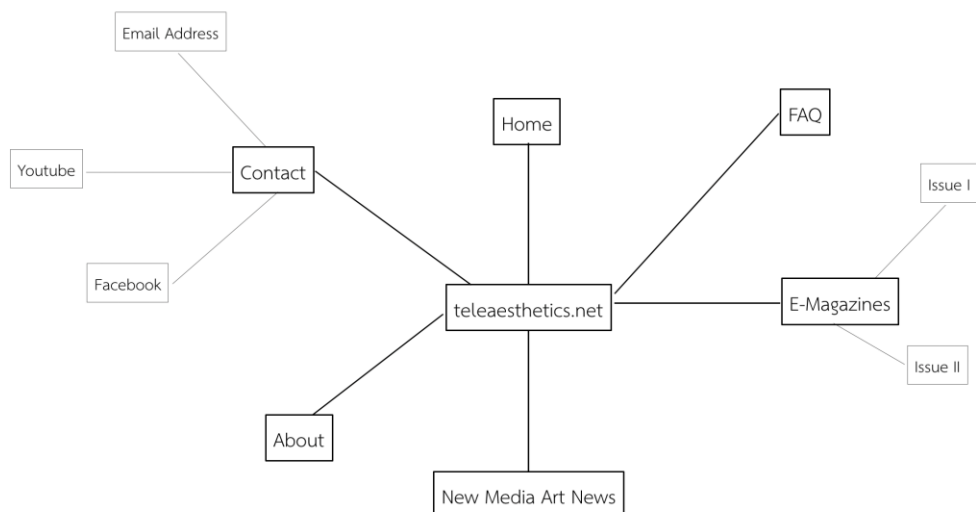 Email Address
Home
FAQ
Youtube
Contact
Issue I
Facebook
teleaesthetics.net
E-Magazines
Issue II
About
New Media Art News